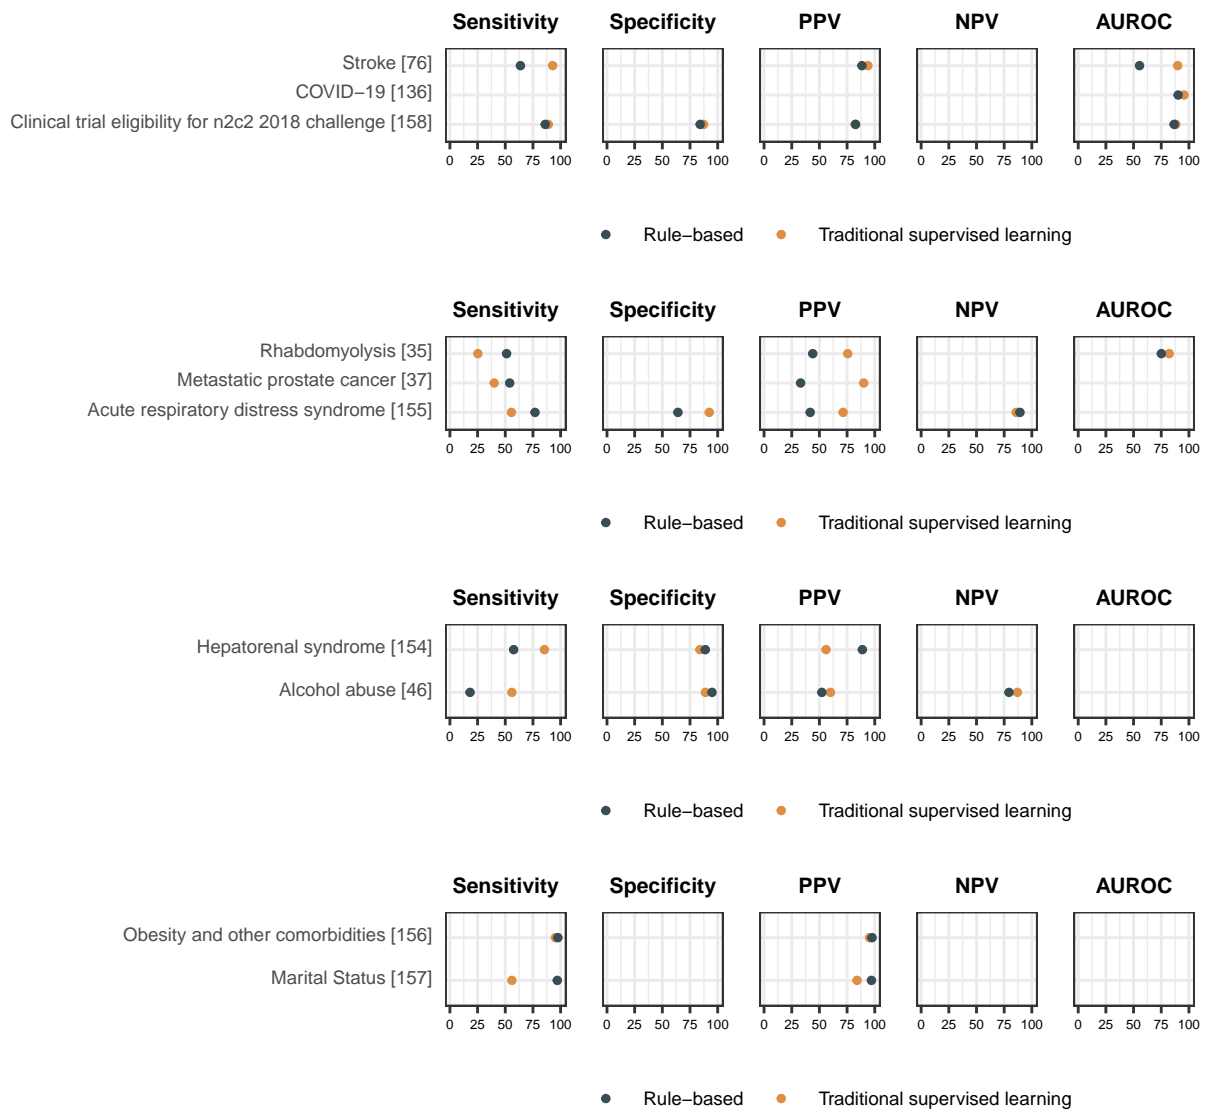 Sensitivity Specificity PPV NPV AUROC
Stroke [76]
COVID−19 [136]
Clinical trial eligibility for n2c2 2018 challenge [158]
0 25 50 75 100 0 25 50 75 100 0 25 50 75 100 0 25 50 75 100 0 25 50 75 100
Rule−based Traditional supervised learning
Sensitivity Specificity PPV NPV AUROC
Rhabdomyolysis [35]
Metastatic prostate cancer [37]
Acute respiratory distress syndrome [155]
0 25 50 75 100 0 25 50 75 100 0 25 50 75 100 0 25 50 75 100 0 25 50 75 100
Rule−based Traditional supervised learning
Sensitivity Specificity PPV NPV AUROC
Hepatorenal syndrome [154]
Alcohol abuse [46]
0 25 50 75 100 0 25 50 75 100 0 25 50 75 100 0 25 50 75 100 0 25 50 75 100
Rule−based Traditional supervised learning
Sensitivity Specificity PPV NPV AUROC
Obesity and other comorbidities [156]
Marital Status [157]
0 25 50 75 100 0 25 50 75 100 0 25 50 75 100 0 25 50 75 100 0 25 50 75 100
Rule−based Traditional supervised learning